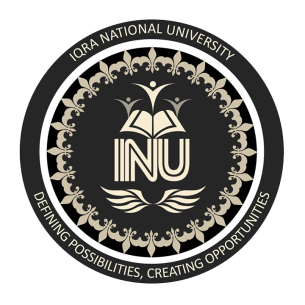 IQRA NATIONAL UNIVERSITY
INU
DEFINING POSSIBILITIES, CREATING OPPORTUNITIES